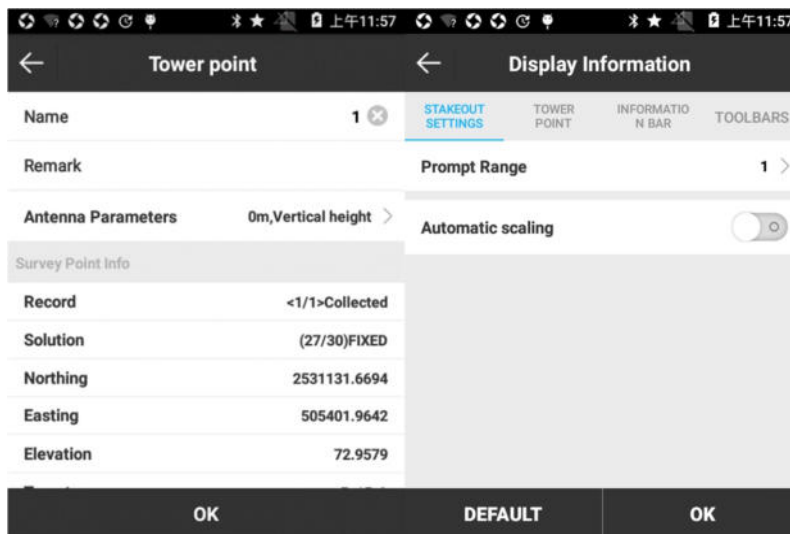 上午11:57
Tower point
Name 1
Remark
Antenna Parameters 0m,Vertical height
Survey Point Info
Record <1/1>Collected
Solution (27/30)FIXED
Northing 2531131.6694
Easting 505401.9642
Elevation 72.9579
OK
上午11:57
Display Information
STAKEOUT SETTINGS
TOWER POINT
INFORMATIO
N BAR
TOOLBARS
Prompt Range 1
Automatic scaling
DEFAULT OK